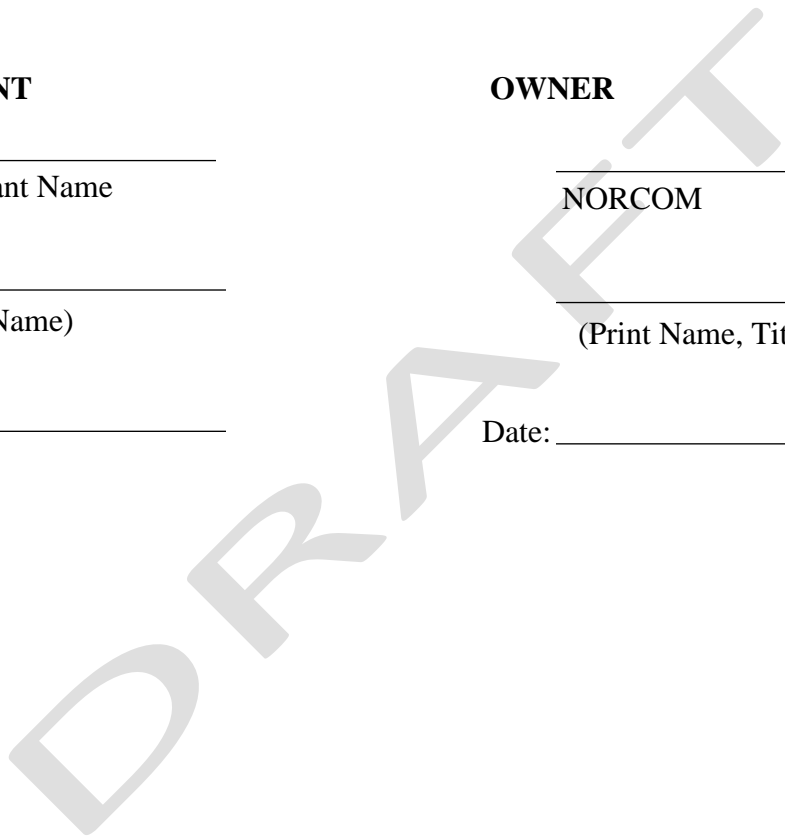 NT OWNER
ant Name
NORCOM
Name)
(Print Name, Tit
Date:
DRAFT